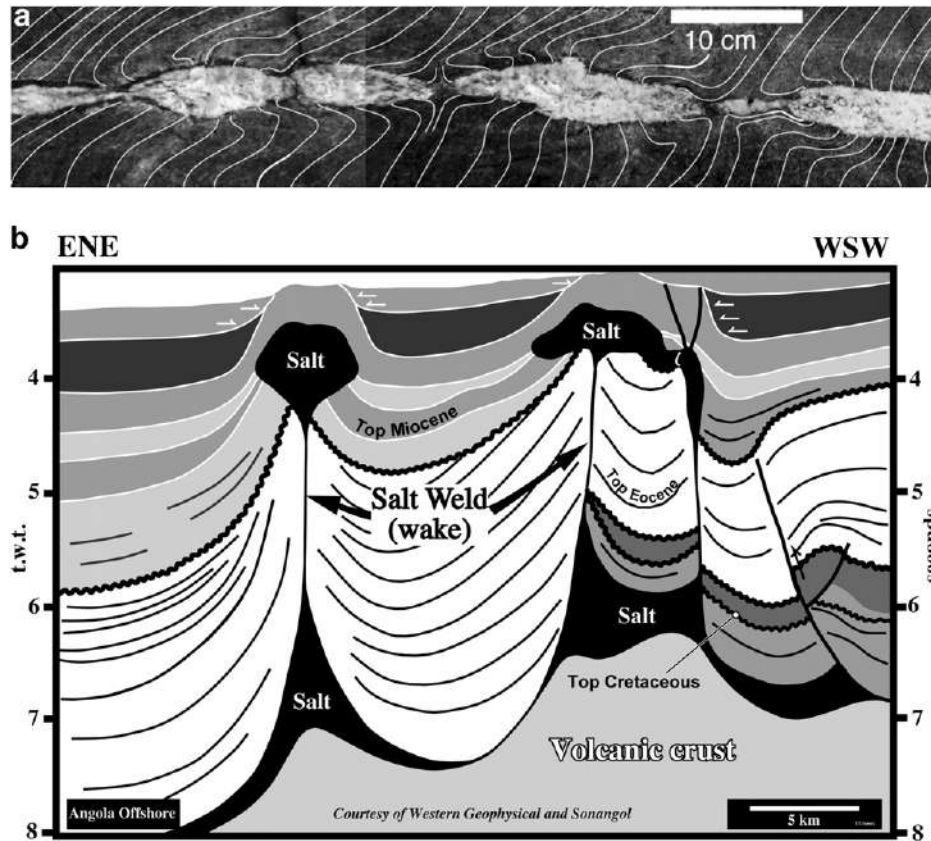 a
10 cm
b
ENE
WSW
Salt
Salt
4
4
Top Miocene
Top Eocene
Salt Weld
(wake)
5
5
t.w.t.
seconds
6
6
Salt
Top Cretaceous
Salt
7
7
Volcanic crust
Angola Offshore
Courtesy of Western Geophysical and Sonangol
5 km
8
8